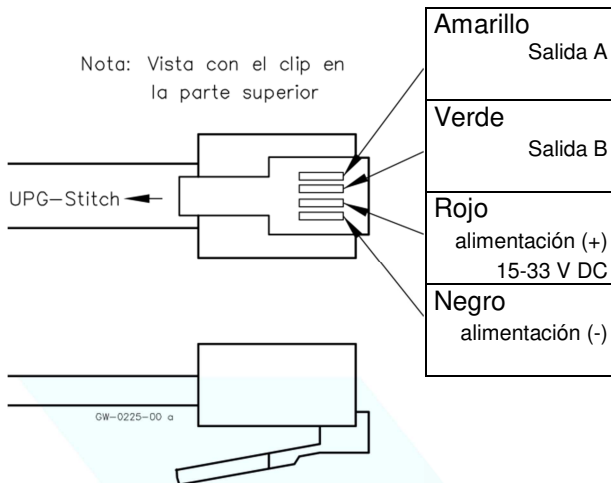 Nota: Vista con el clip en
la parte superior
UPG-Stitch
Amarillo
Salida A
Verde
Salida B
Rojo
alimentación (+)
15-33 V DC
Negro
alimentación (-)
GW-0225-00 a